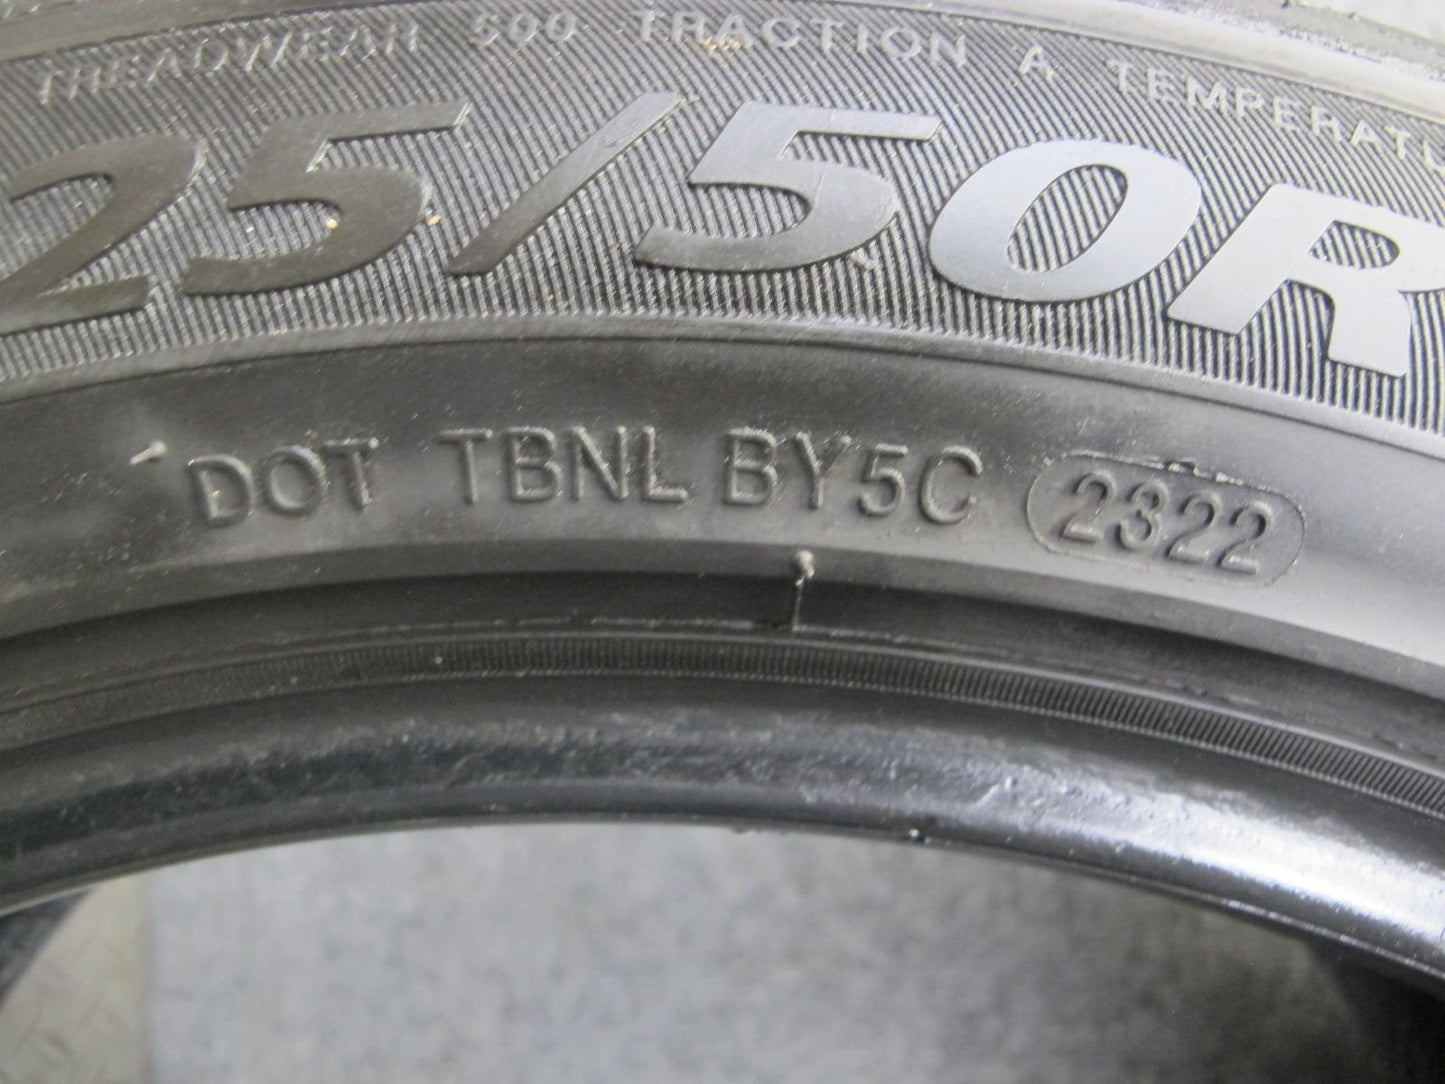 TREADWEAR 500 TRACTION A TEMPERATU
25/50R
DOT TBNL BY5C 2322